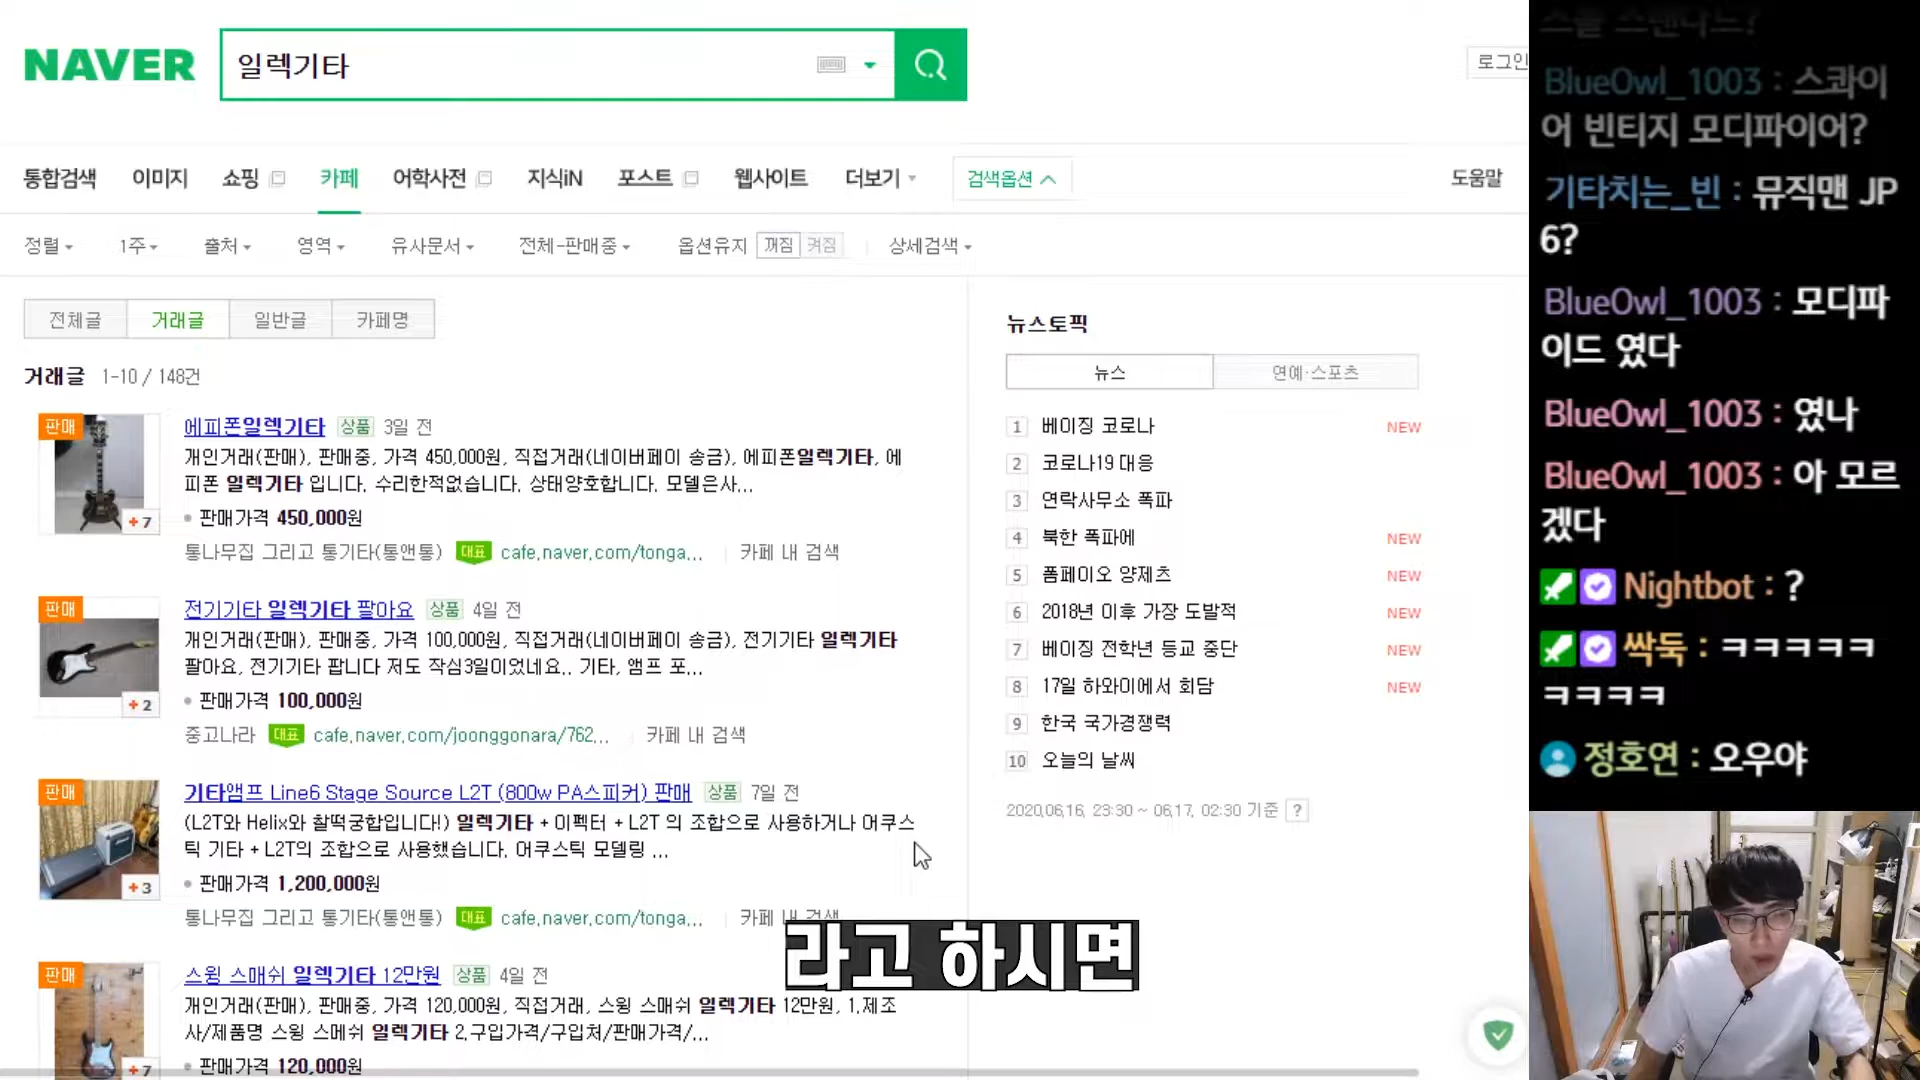 NAVER
일렉기타
로그인
통합검색 이미지 쇼핑 카페 어학사전 지식iN 포스트 웹사이트 더보기 검색옵션 도움말
정렬 1주 출처 영역 유사문서 전체-판매중 옵션유지 꺼짐 켜짐 상세검색
전체글 거래글 일반글 카페명
거래글 1-10 / 148건
판매
에피폰일렉기타 상품 3일 전
개인거래(판매), 판매중, 가격 450,000원, 직접거래(네이버페이 송금), 에피폰일렉기타, 에
피폰 일렉기타 입니다. 수리한적없습니다. 상태양호합니다. 모델은사...
+7
판매가격 450,000원
통나무집 그리고 통기타(통앤통) 대표 cafe.naver.com/tonga... 카페 내 검색
판매
전기기타 일렉기타 팔아요 상품 4일 전
개인거래(판매), 판매중, 가격 100,000원, 직접거래(네이버페이 송금), 전기기타 일렉기타
팔아요, 전기기타 팝니다 저도 작심3일이었네요.. 기타, 앰프 포...
+2
판매가격 100,000원
중고나라 대표 cafe.naver.com/joonggonara/762... 카페 내 검색
판매
기타앰프 Line6 Stage Source L2T (800w PA스피커) 판매 상품 7일 전
(L2T와 Helix와 찰떡궁합입니다!) 일렉기타 + 이펙터 + L2T 의 조합으로 사용하거나 어쿠스
틱 기타 + L2T의 조합으로 사용했습니다. 어쿠스틱 모델링 ...
+3
판매가격 1,200,000원
통나무집 그리고 통기타(통앤통) 대표 cafe.naver.com/tonga... 카페 내 검색
판매
스윙 스매쉬 일렉기타 12만원 상품 4일 전
개인거래(판매), 판매중, 가격 120,000원, 직접거래, 스윙 스매쉬 일렉기타 12만원, 1.제조
사/제품명 스윙 스메쉬 일렉기타 2.구입가격/구입처/판매가격/...
+7
판매가격 120,000원
뉴스토픽
뉴스 연예·스포츠
1 베이징 코로나 NEW
2 코로나19 대응
3 연락사무소 폭파
4 북한 폭파에 NEW
5 폼페이오 양제츠 NEW
6 2018년 이후 가장 도발적 NEW
7 베이징 전학년 등교 중단 NEW
8 17일 하와이에서 회담 NEW
9 한국 국가경쟁력
10 오늘의 날씨
2020.06.16. 23:30 ~ 06.17. 02:30 기준 ?
라고 하시면
BlueOwl_1003 : 스콰이
어 빈티지 모디파이어?
기타치는_빈 : 뮤직맨 JP
6?
BlueOwl_1003 : 모디파
이드 였다
BlueOwl_1003 : 였나
BlueOwl_1003 : 아 모르
겠다
Nightbot : ?
싹둑 : ㅋㅋㅋㅋㅋ
ㅋㅋㅋㅋ
정호연 : 오우야